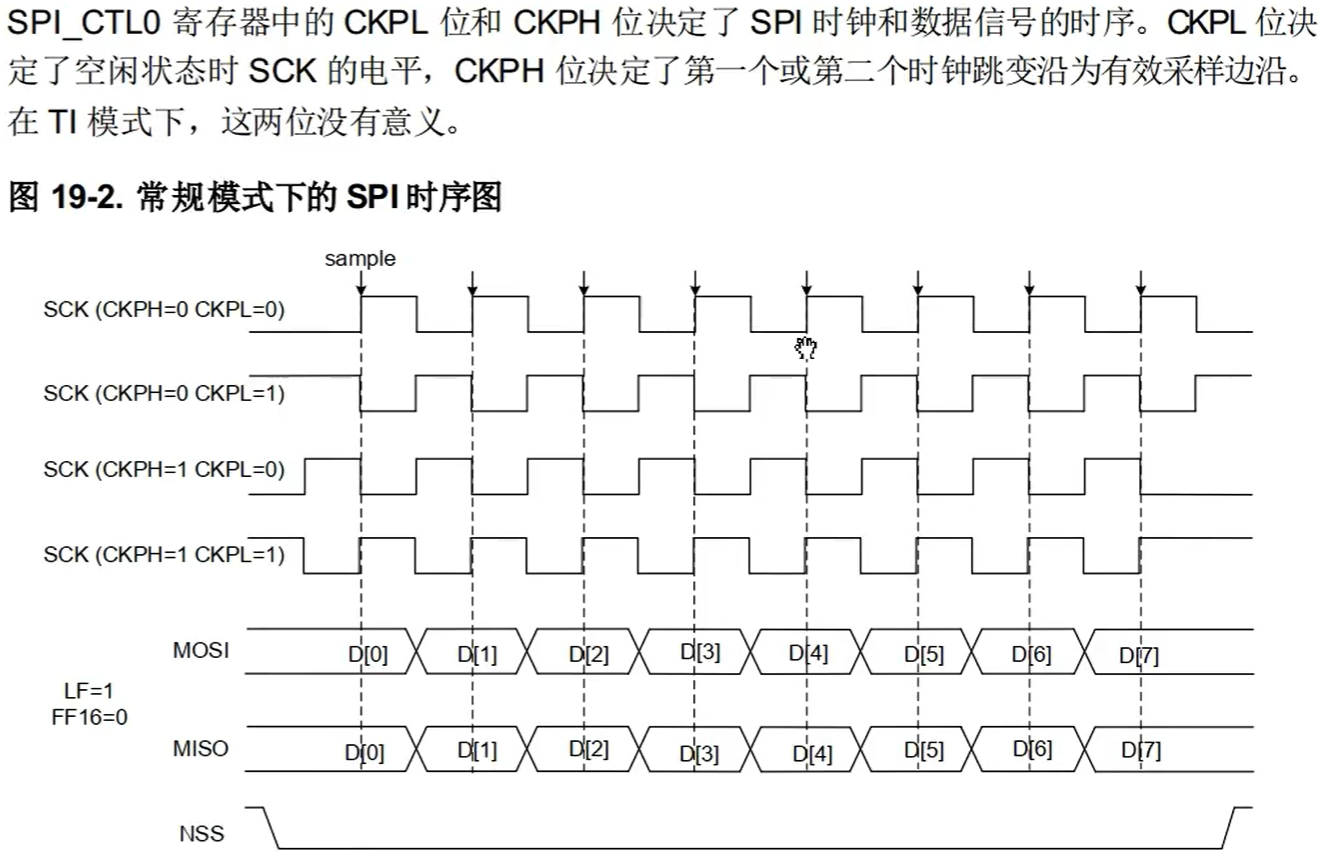 SPI_CTL0 寄存器中的 CKPL 位和 CKPH 位决定了 SPI 时钟和数据信号的时序。CKPL 位决
定了空闲状态时 SCK 的电平，CKPH 位决定了第一个或第二个时钟跳变沿为有效采样边沿。
在 TI 模式下，这两位没有意义。
图 19-2. 常规模式下的 SPI 时序图
sample
SCK (CKPH=0 CKPL=0)
SCK (CKPH=0 CKPL=1)
SCK (CKPH=1 CKPL=0)
SCK (CKPH=1 CKPL=1)
MOSI D[0] D[1] D[2] D[3] D[4] D[5] D[6] D[7]
LF=1
FF16=0
MISO D[0] D[1] D[2] D[3] D[4] D[5] D[6] D[7]
NSS